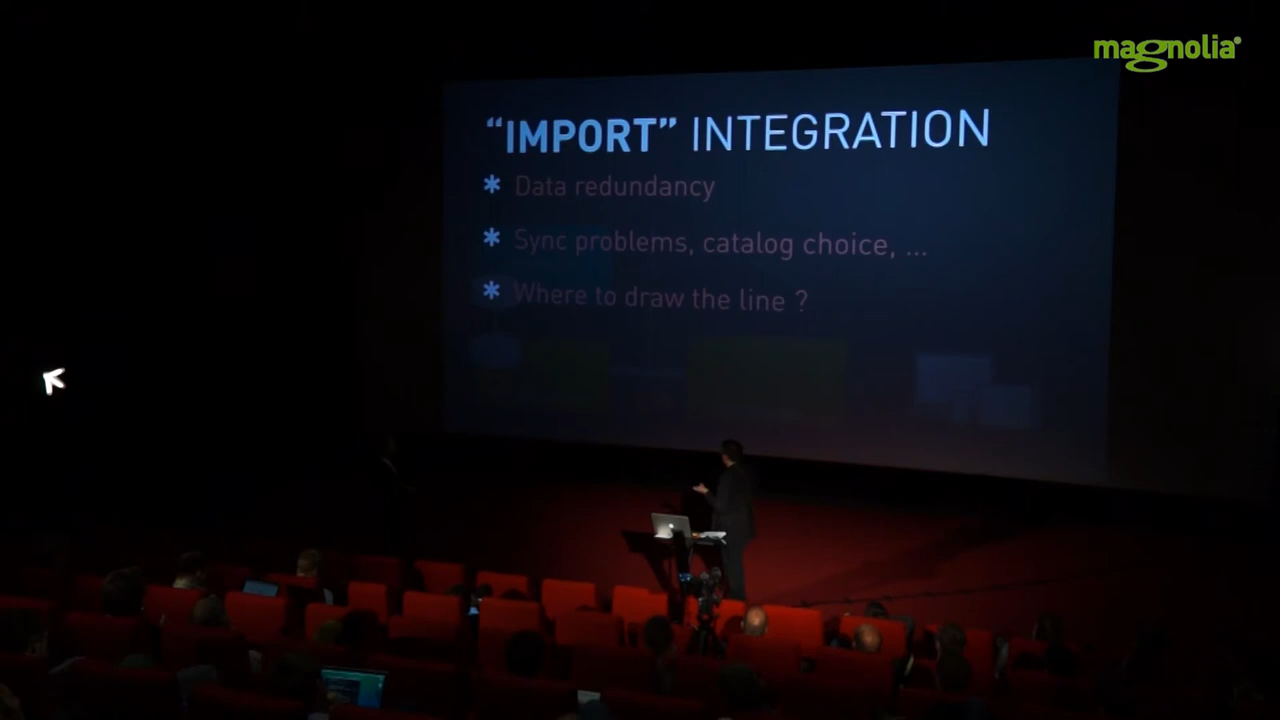 magnolia®
“IMPORT” INTEGRATION
* Data redundancy
* Sync problems, catalog choice, ...
* Where to draw the line ?